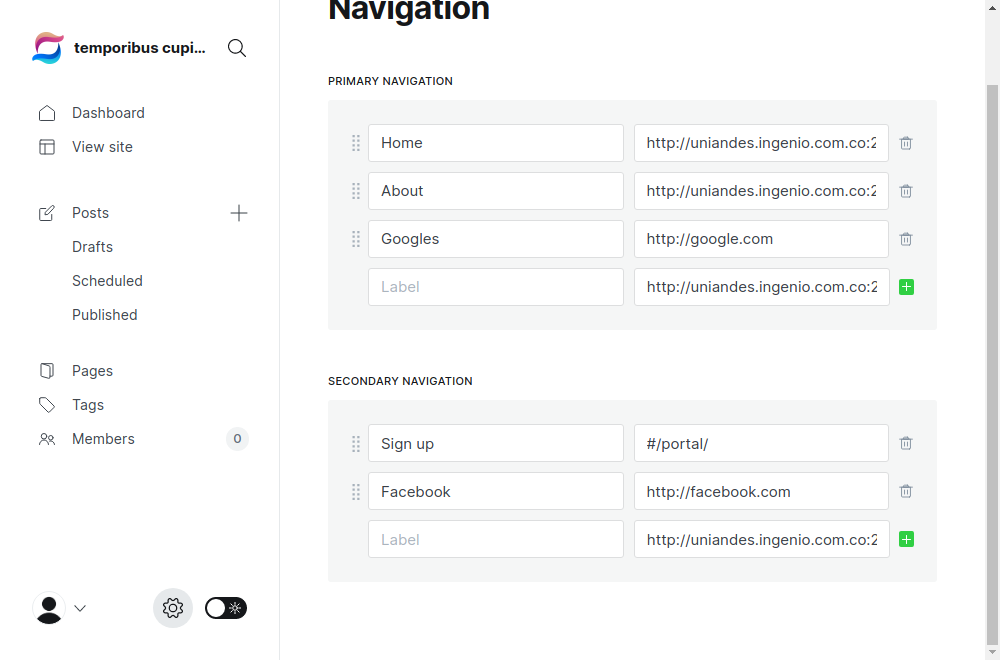 temporibus cupi...
Dashboard
View site
Posts
Drafts
Scheduled
Published
Pages
Tags
Members 0
Navigation
PRIMARY NAVIGATION
Home http://uniandes.ingenio.com.co:2
About http://uniandes.ingenio.com.co:2
Googles http://google.com
Label http://uniandes.ingenio.com.co:2
SECONDARY NAVIGATION
Sign up #/portal/
Facebook http://facebook.com
Label http://uniandes.ingenio.com.co:2